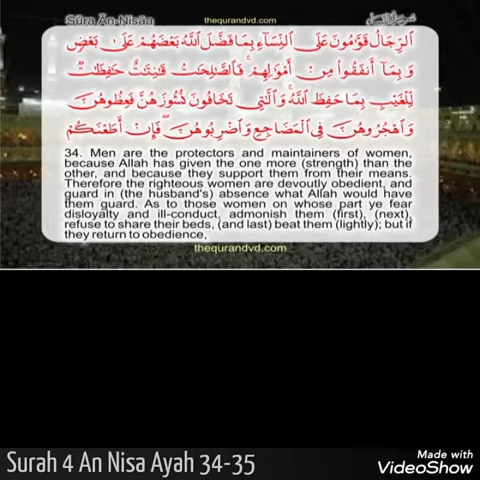 Sūra Ān-Nisāa
thequrandvd.com
ٱلرِّجَالُ قَوَّٰمُونَ عَلَى ٱلنِّسَآءِ بِمَا فَضَّلَ ٱللَّهُ بَعْضَهُمْ عَلَىٰ بَعْضٍ
وَبِمَآ أَنفَقُوا۟ مِنْ أَمْوَٰلِهِمْ ۚ فَٱلصَّٰلِحَٰتُ قَٰنِتَٰتٌ حَٰفِظَٰتٌ
لِّلْغَيْبِ بِمَا حَفِظَ ٱللَّهُ ۚ وَٱلَّٰتِى تَخَافُونَ نُشُوزَهُنَّ فَعِظُوهُنَّ
وَٱهْجُرُوهُنَّ فِى ٱلْمَضَاجِعِ وَٱضْرِبُوهُنَّ ۖ فَإِنْ أَطَعْنَكُمْ
34. Men are the protectors and maintainers of women,
because Allah has given the one more (strength) than the
other, and because they support them from their means.
Therefore the righteous women are devoutly obedient, and
guard in (the husband's) absence what Allah would have
them guard. As to those women on whose part ye fear
disloyalty and ill-conduct, admonish them (first), (next),
refuse to share their beds, (and last) beat them (lightly); but if
they return to obedience,
thequrandvd.com
Surah 4 An Nisa Ayah 34-35
Made with
VideoShow